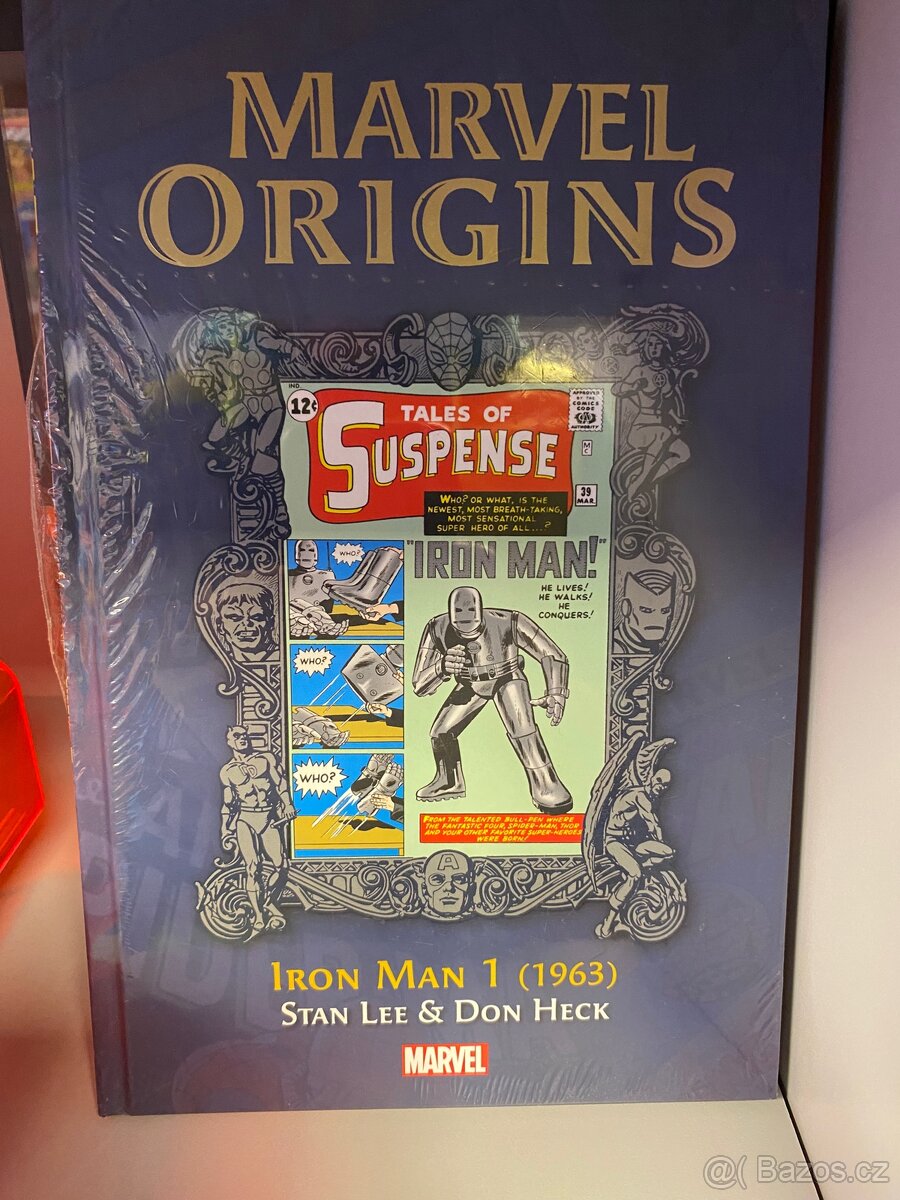 MARVEL
ORIGINS
IND.
12¢
APPROVED
BY THE
COMICS
CODE
AUTHORITY
TALES OF
SUSPENSE
MC
39
MAR.
WHO? OR WHAT, IS THE
NEWEST, MOST BREATH-TAKING,
MOST SENSATIONAL
SUPER HERO OF ALL...?
"IRON MAN!"
HE LIVES!
HE WALKS!
HE
CONQUERS!
WHO?
WHO?
WHO?
FROM THE TALENTED BULL-PEN WHERE
THE FANTASTIC FOUR, SPIDER-MAN, THOR
AND YOUR OTHER FAVORITE SUPER-HEROES
WERE BORN!
A
IRON MAN 1 (1963)
STAN LEE & DON HECK
MARVEL
@( Bazos.cz